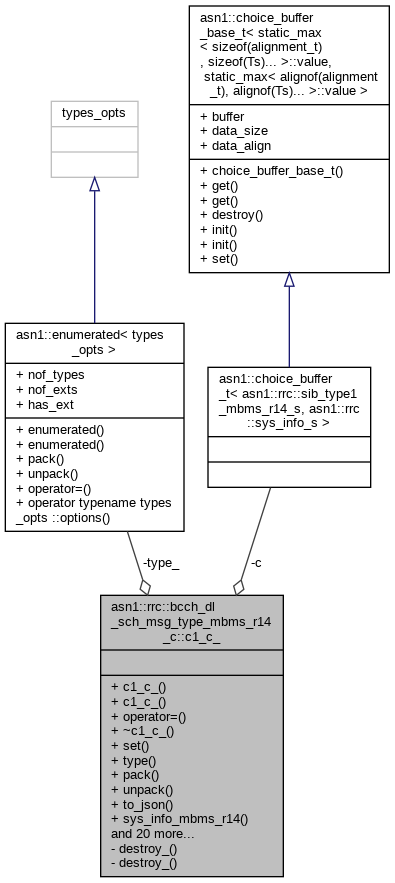 asn1::choice_buffer
_base_t< static_max
< sizeof(alignment_t)
, sizeof(Ts)... >::value,
static_max< alignof(alignment
_t), alignof(Ts)... >::value >
+ buffer
+ data_size
+ data_align
+ choice_buffer_base_t()
+ get()
+ get()
+ destroy()
+ init()
+ init()
+ set()
types_opts
asn1::enumerated< types
_opts >
+ nof_types
+ nof_exts
+ has_ext
+ enumerated()
+ enumerated()
+ pack()
+ unpack()
+ operator=()
+ operator typename types
_opts ::options()
asn1::choice_buffer
_t< asn1::rrc::sib_type1
_mbms_r14_s, asn1::rrc
::sys_info_s >
-type_
-c
asn1::rrc::bcch_dl
_sch_msg_type_mbms_r14
_c::c1_c_
+ c1_c_()
+ c1_c_()
+ operator=()
+ ~c1_c_()
+ set()
+ type()
+ pack()
+ unpack()
+ to_json()
+ sys_info_mbms_r14()
and 20 more...
- destroy_()
- destroy_()